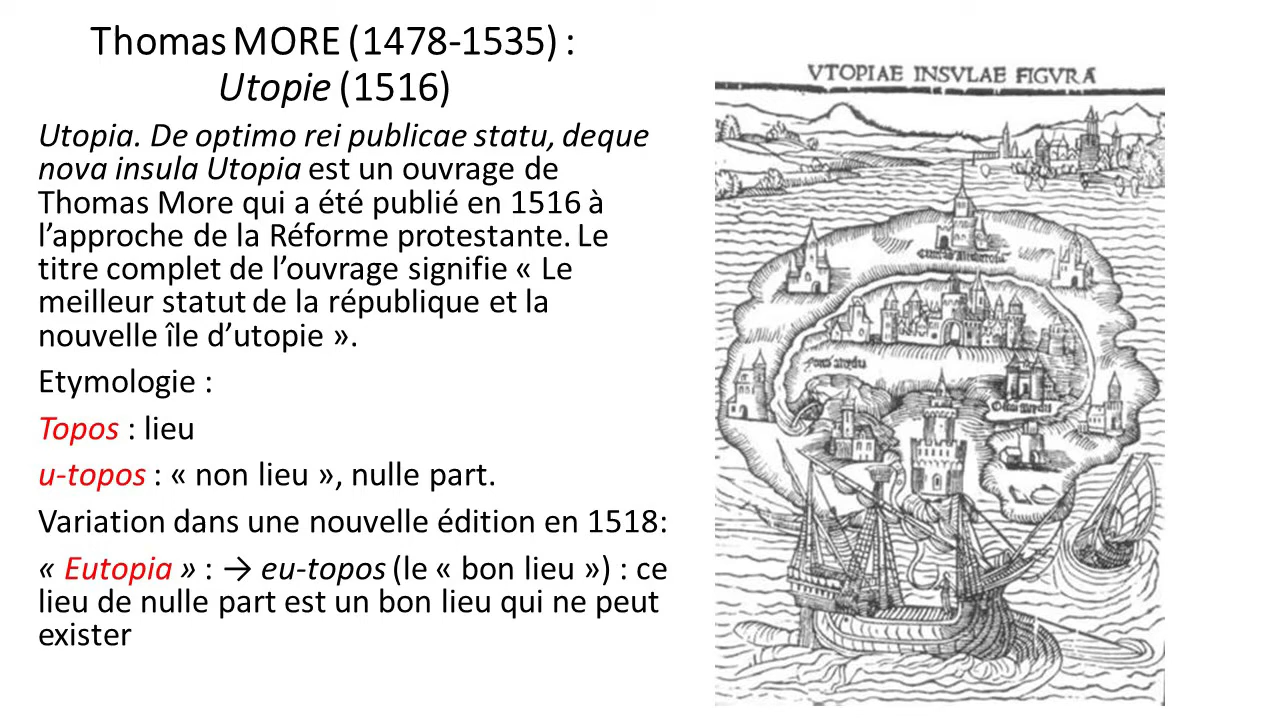 Thomas MORE (1478-1535) :
Utopie (1516)
Utopia. De optimo rei publicae statu, deque
nova insula Utopia est un ouvrage de
Thomas More qui a été publié en 1516 à
l’approche de la Réforme protestante. Le
titre complet de l’ouvrage signifie « Le
meilleur statut de la république et la
nouvelle île d’utopie ».
Etymologie :
Topos : lieu
u-topos : « non lieu », nulle part.
Variation dans une nouvelle édition en 1518:
« Eutopia » : → eu-topos (le « bon lieu ») : ce
lieu de nulle part est un bon lieu qui ne peut
exister
VTOPIAE INSVLAE FIGVRA